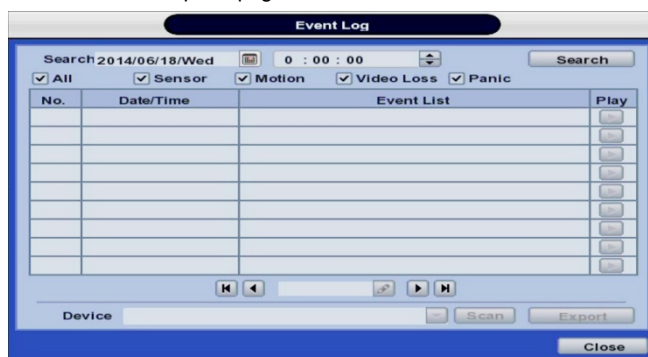 Event Log
Search 2014/06/18/Wed 0 : 00 : 00 Search
All Sensor Motion Video Loss Panic
No. Date/Time Event List Play
Device Scan Export
Close